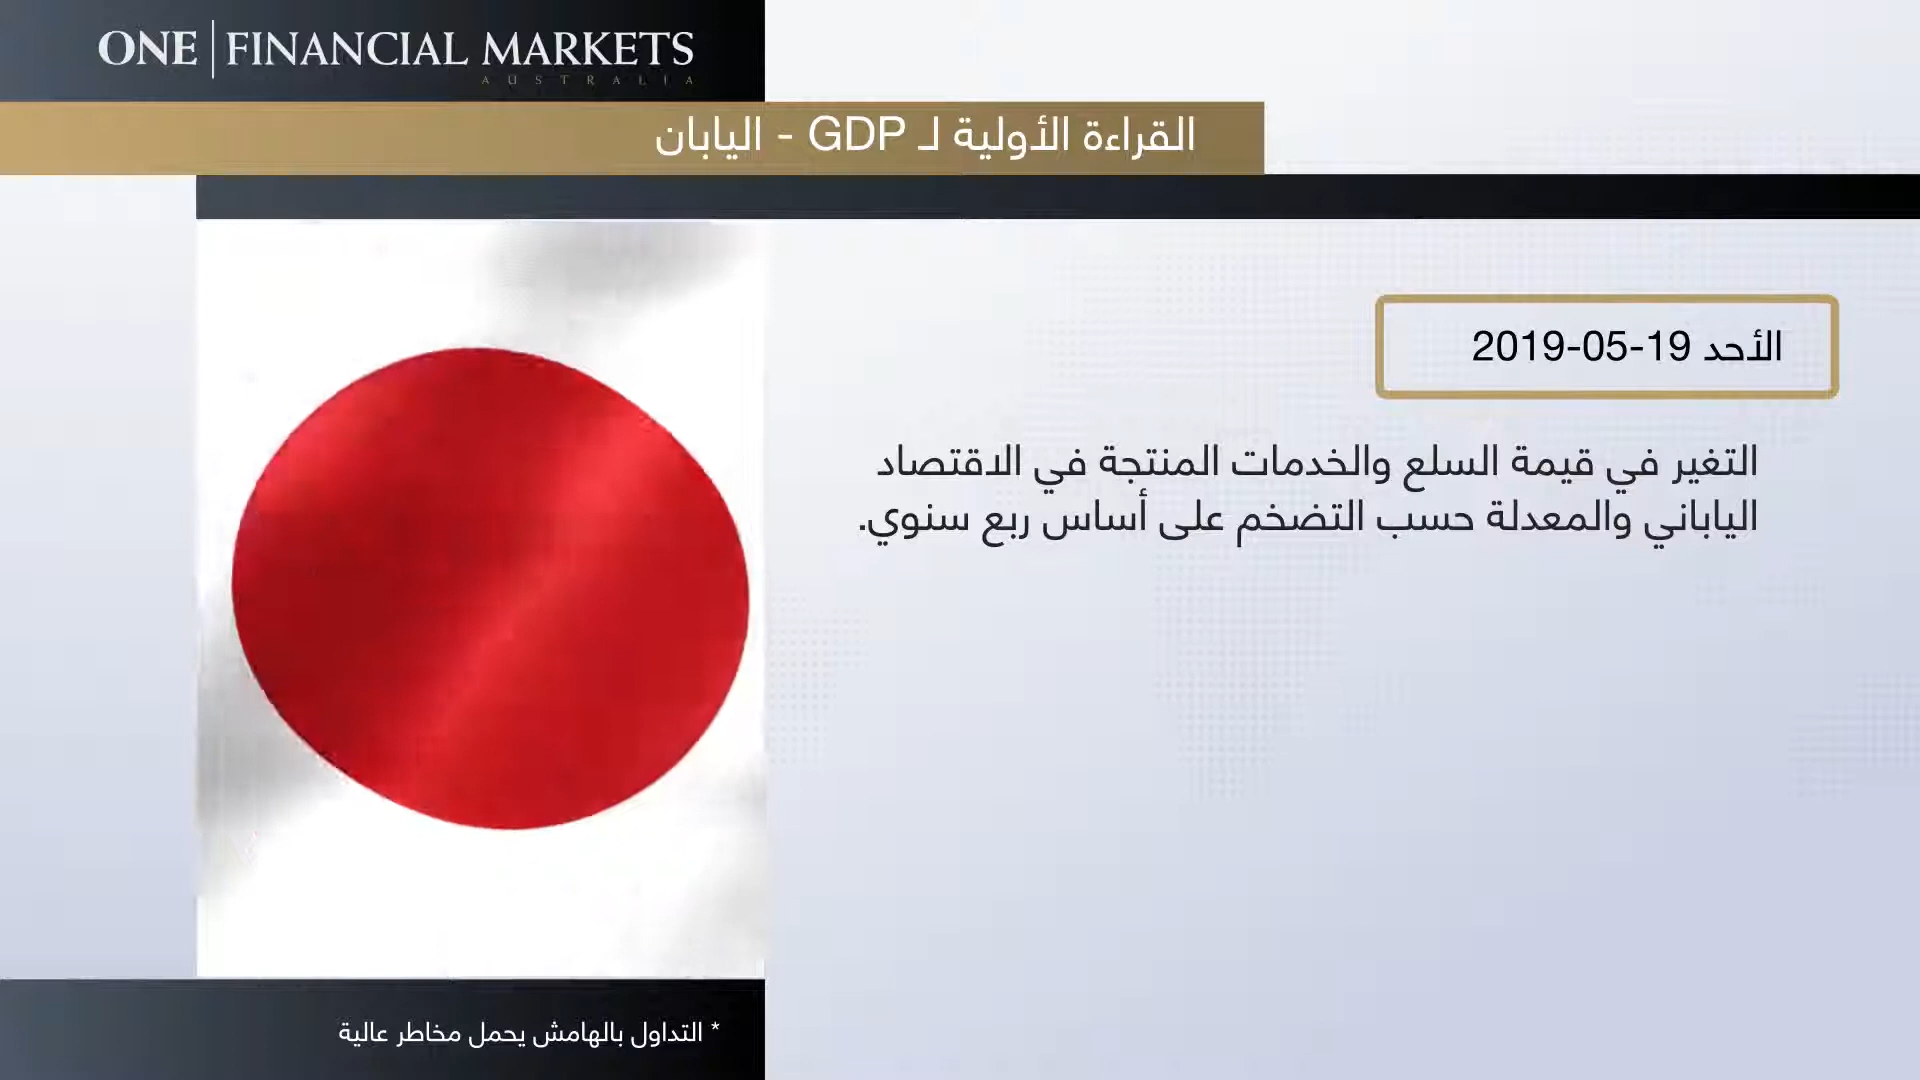 ONE | FINANCIAL MARKETS
AUSTRALIA
القراءة الأولية لـ GDP - اليابان
الأحد 19-05-2019
التغير في قيمة السلع والخدمات المنتجة في الاقتصاد
الياباني والمعدلة حسب التضخم على أساس ربع سنوي.
* التداول بالهامش يحمل مخاطر عالية